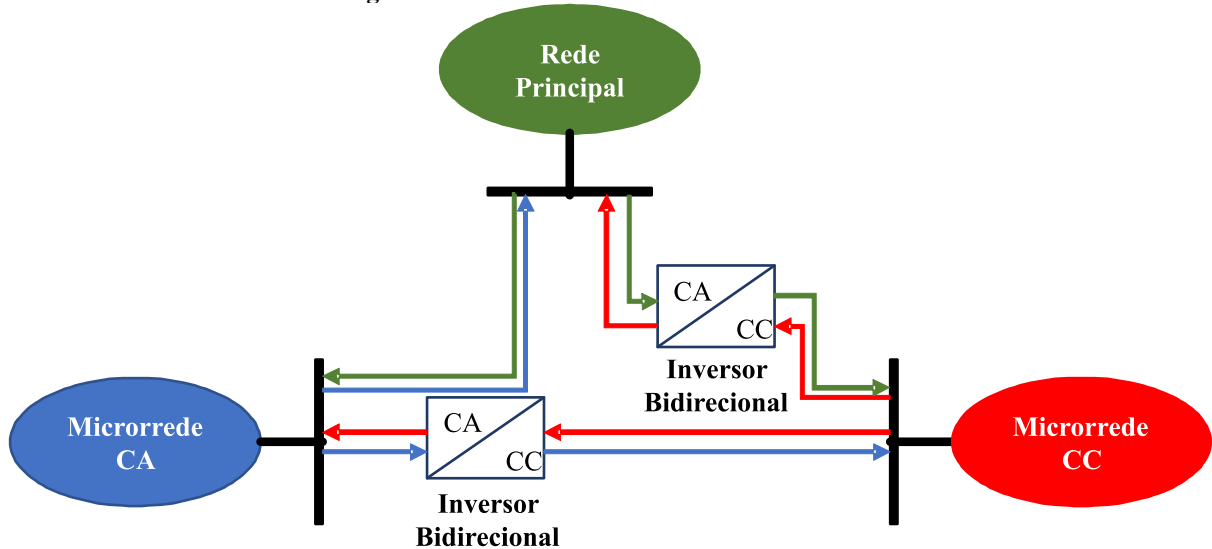 Rede
Principal
CA
CC
Inversor
Bidirecional
Microrrede
CA
CA
CC
Inversor
Bidirecional
Microrrede
CC